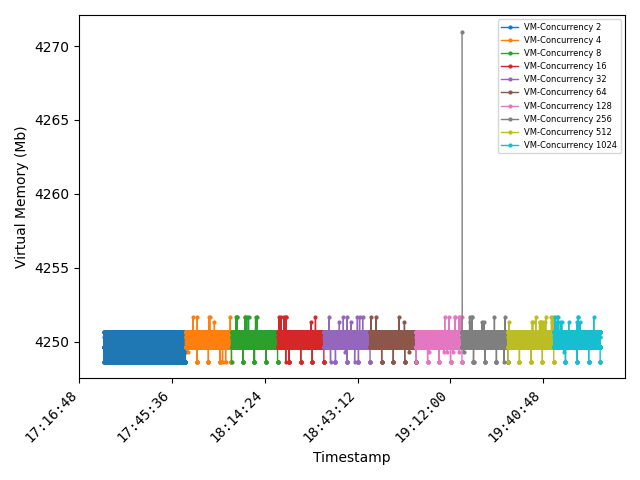 VM-Concurrency 2
VM-Concurrency 4
VM-Concurrency 8
VM-Concurrency 16
VM-Concurrency 32
VM-Concurrency 64
VM-Concurrency 128
VM-Concurrency 256
VM-Concurrency 512
VM-Concurrency 1024
Virtual Memory (Mb)
4270
4265
4260
4255
4250
17:16:48
17:45:36
18:14:24
18:43:12
19:12:00
19:40:48
Timestamp